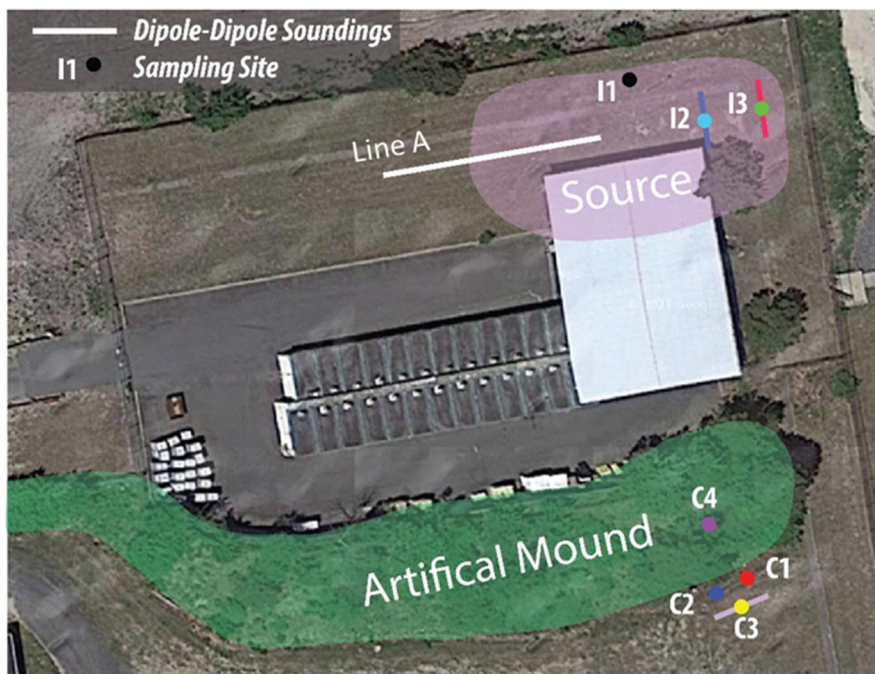 Dipole-Dipole Soundings
I1 Sampling Site
I1
I2
I3
Line A
Source
C4
Artifical Mound
C1
C2
C3